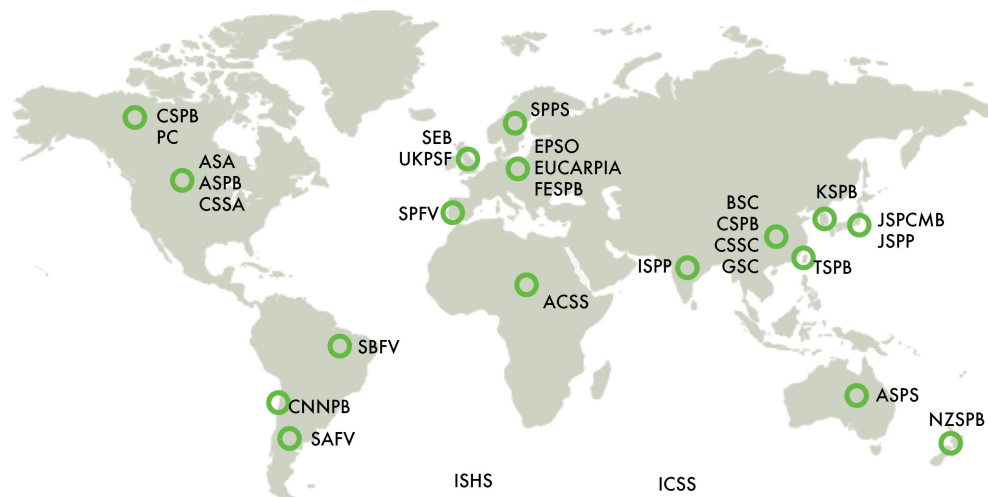 CSPB
PC
ASA
ASPB
CSSA
SPPS
SEB
UKPSF
EPSO
EUCARPIA
FESPB
SPFV
BSC
CSPB
CSSC
GSC
KSPB
JSPCMB
JSPP
ISPP
TSPB
ACSS
SBFV
CNNPB
SAFV
ASPS
NZSPB
ISHS
ICSS